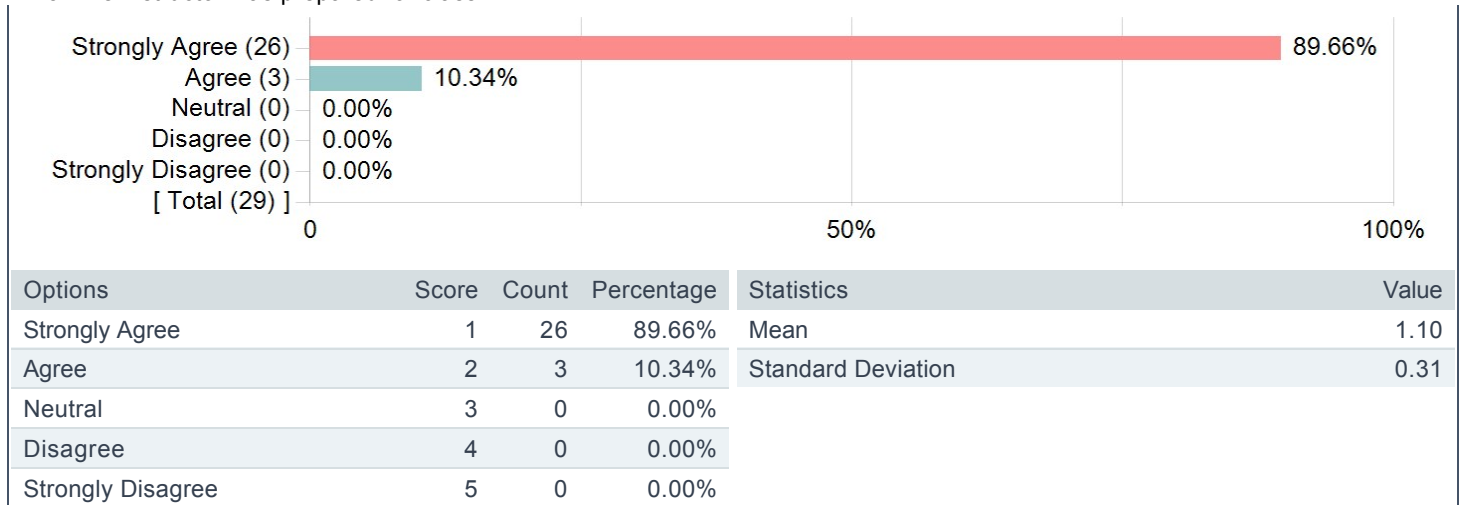 Strongly Agree (26) 89.66%
Agree (3) 10.34%
Neutral (0) 0.00%
Disagree (0) 0.00%
Strongly Disagree (0) 0.00%
[ Total (29) ]
0 50% 100%
Options Score Count Percentage
Strongly Agree 1 26 89.66%
Agree 2 3 10.34%
Neutral 3 0 0.00%
Disagree 4 0 0.00%
Strongly Disagree 5 0 0.00%
Statistics Value
Mean 1.10
Standard Deviation 0.31